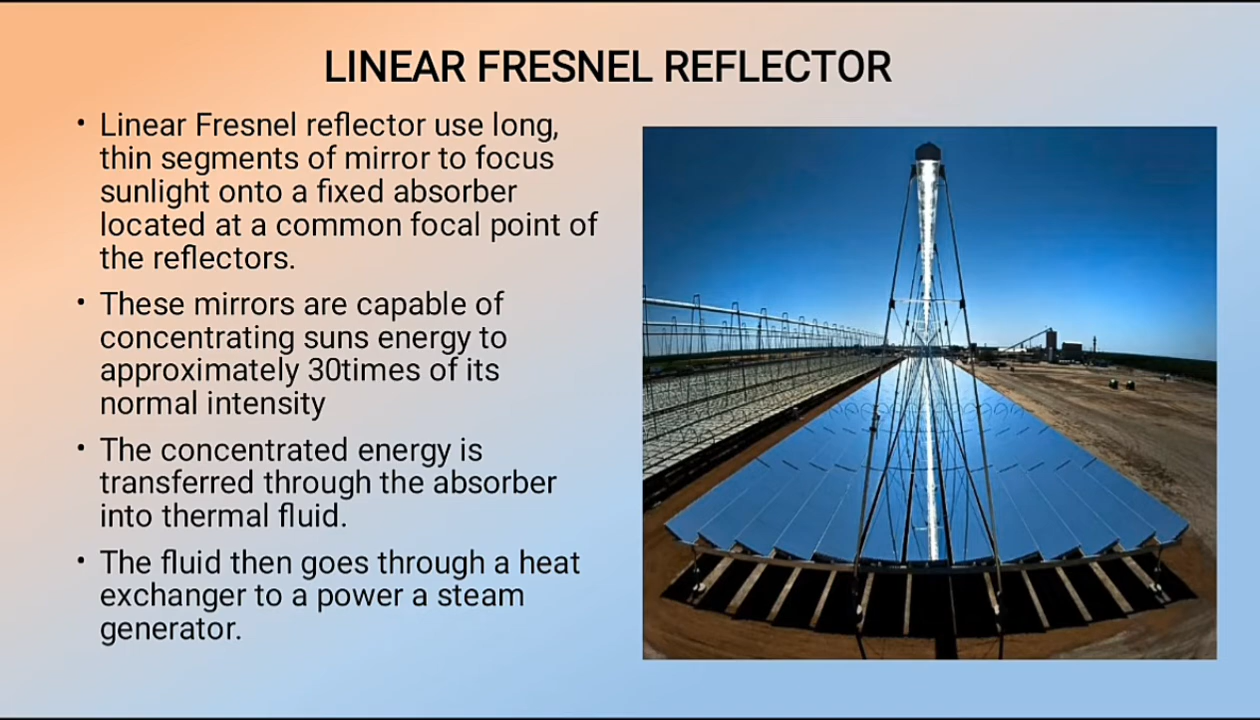 LINEAR FRESNEL REFLECTOR
• Linear Fresnel reflector use long,
thin segments of mirror to focus
sunlight onto a fixed absorber
located at a common focal point of
the reflectors.
• These mirrors are capable of
concentrating suns energy to
approximately 30times of its
normal intensity
• The concentrated energy is
transferred through the absorber
into thermal fluid.
• The fluid then goes through a heat
exchanger to a power a steam
generator.